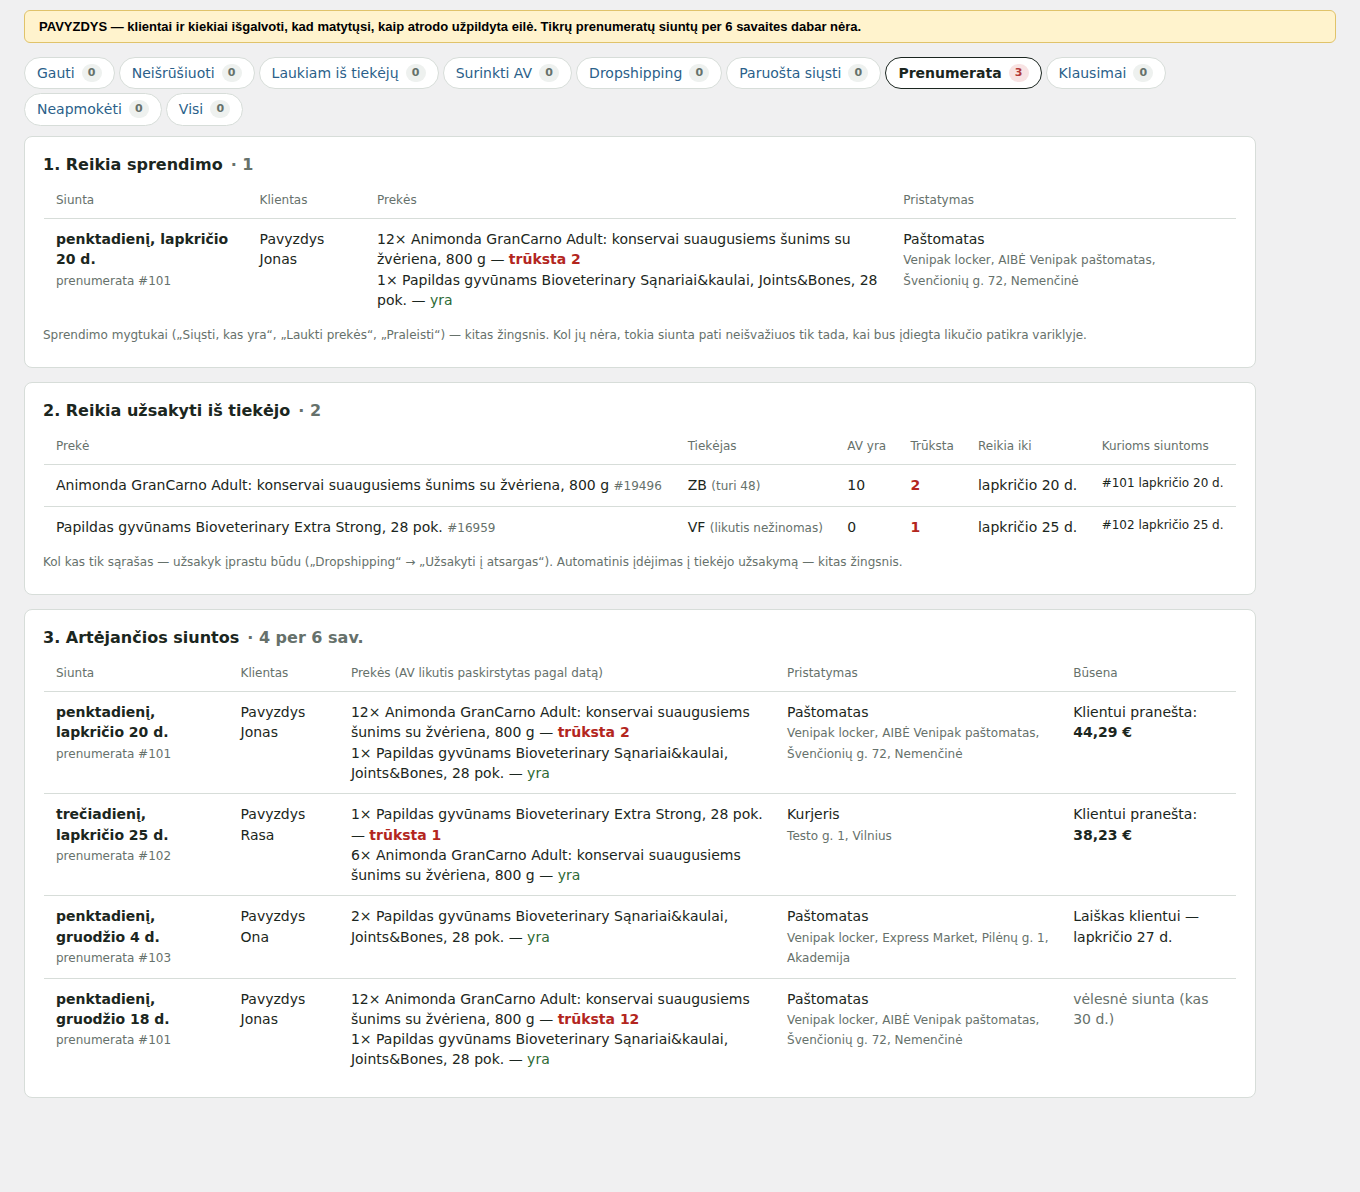 PAVYZDYS — klientai ir kiekiai išgalvoti, kad matytųsi, kaip atrodo užpildyta eilė. Tikrų prenumeratų siuntų per 6 savaites dabar nėra.
Gauti 0 Neišrūšiuoti 0 Laukiam iš tiekėjų 0 Surinkti AV 0 Dropshipping 0 Paruošta siųsti 0 Prenumerata 3 Klausimai 0
Neapmokėti 0 Visi 0
1. Reikia sprendimo · 1
Siunta Klientas Prekės Pristatymas
penktadienį, lapkričio 20 d.
prenumerata #101
Pavyzdys Jonas
12× Animonda GranCarno Adult: konservai suaugusiems šunims su
žvėriena, 800 g — trūksta 2
1× Papildas gyvūnams Bioveterinary Sąnariai&kaulai, Joints&Bones, 28
pok. — yra
Paštomatas
Venipak locker, AIBĖ Venipak paštomatas,
Švenčionių g. 72, Nemenčinė
Sprendimo mygtukai („Siųsti, kas yra“, „Laukti prekės“, „Praleisti“) — kitas žingsnis. Kol jų nėra, tokia siunta pati neišvažiuos tik tada, kai bus įdiegta likučio patikra variklyje.
2. Reikia užsakyti iš tiekėjo · 2
Prekė Tiekėjas AV yra Trūksta Reikia iki Kurioms siuntoms
Animonda GranCarno Adult: konservai suaugusiems šunims su žvėriena, 800 g #19496 ZB (turi 48) 10 2 lapkričio 20 d. #101 lapkričio 20 d.
Papildas gyvūnams Bioveterinary Extra Strong, 28 pok. #16959 VF (likutis nežinomas) 0 1 lapkričio 25 d. #102 lapkričio 25 d.
Kol kas tik sąrašas — užsakyk įprastu būdu („Dropshipping“ → „Užsakyti į atsargas“). Automatinis įdėjimas į tiekėjo užsakymą — kitas žingsnis.
3. Artėjančios siuntos · 4 per 6 sav.
Siunta Klientas Prekės (AV likutis paskirstytas pagal datą) Pristatymas Būsena
penktadienį,
lapkričio 20 d.
prenumerata #101
Pavyzdys
Jonas
12× Animonda GranCarno Adult: konservai suaugusiems
šunims su žvėriena, 800 g — trūksta 2
1× Papildas gyvūnams Bioveterinary Sąnariai&kaulai,
Joints&Bones, 28 pok. — yra
Paštomatas
Venipak locker, AIBĖ Venipak paštomatas,
Švenčionių g. 72, Nemenčinė
Klientui pranešta:
44,29 €
trečiadienį,
lapkričio 25 d.
prenumerata #102
Pavyzdys
Rasa
1× Papildas gyvūnams Bioveterinary Extra Strong, 28 pok.
— trūksta 1
6× Animonda GranCarno Adult: konservai suaugusiems
šunims su žvėriena, 800 g — yra
Kurjeris
Testo g. 1, Vilnius
Klientui pranešta:
38,23 €
penktadienį,
gruodžio 4 d.
prenumerata #103
Pavyzdys
Ona
2× Papildas gyvūnams Bioveterinary Sąnariai&kaulai,
Joints&Bones, 28 pok. — yra
Paštomatas
Venipak locker, Express Market, Pilėnų g. 1,
Akademija
Laiškas klientui —
lapkričio 27 d.
penktadienį,
gruodžio 18 d.
prenumerata #101
Pavyzdys
Jonas
12× Animonda GranCarno Adult: konservai suaugusiems
šunims su žvėriena, 800 g — trūksta 12
1× Papildas gyvūnams Bioveterinary Sąnariai&kaulai,
Joints&Bones, 28 pok. — yra
Paštomatas
Venipak locker, AIBĖ Venipak paštomatas,
Švenčionių g. 72, Nemenčinė
vėlesnė siunta (kas
30 d.)